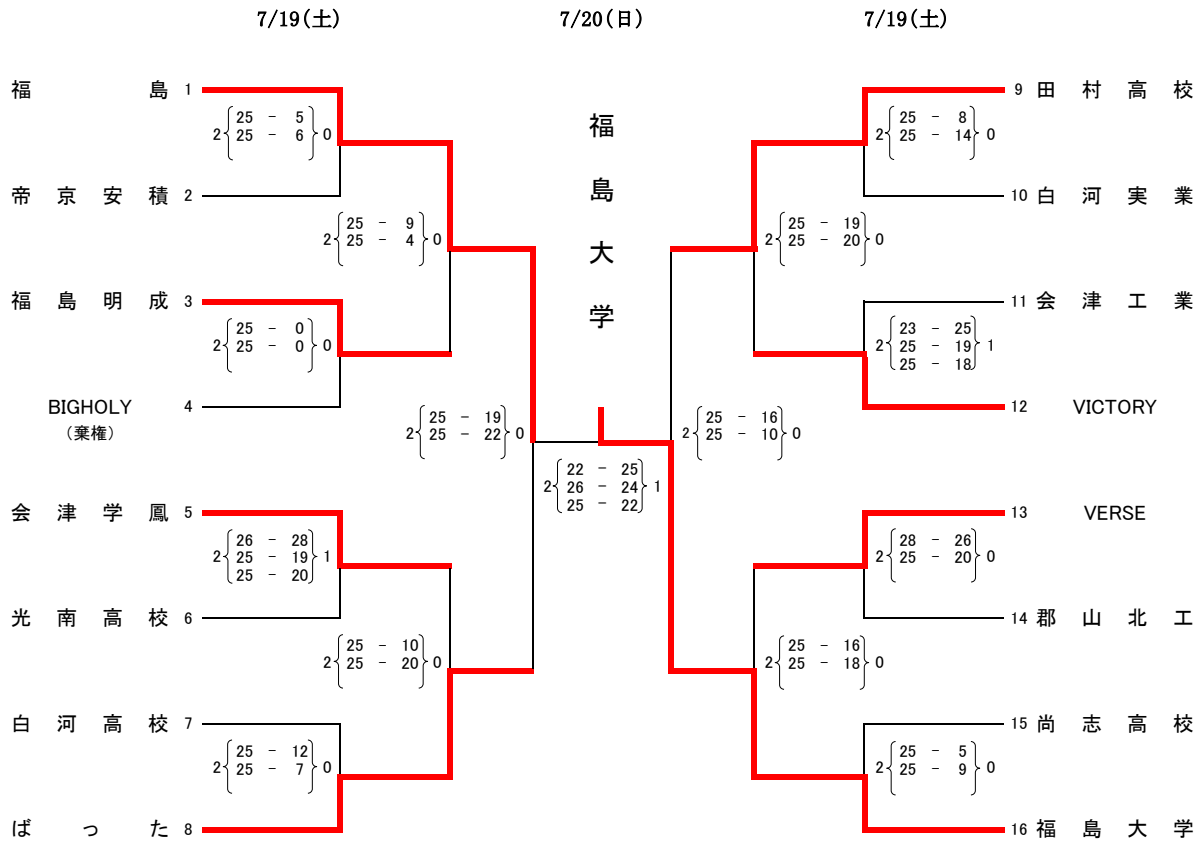 7/19(土)
7/20(日)
7/19(土)
福島大学
福島 1
2 25 - 5 0
25 - 6
帝京安積 2
2 25 - 9 0
25 - 4
福島明成 3
2 25 - 0 0
25 - 0
BIGHOLY 4
(棄権)
2 25 - 19 0
25 - 22
会津学鳳 5
2 26 - 28 1
25 - 19
25 - 20
光南高校 6
2 25 - 10 0
25 - 20
白河高校 7
2 25 - 12 0
25 - 7
ばった 8
2 22 - 25 1
26 - 24
25 - 22
9 田村高校
2 25 - 8 0
25 - 14
10 白河実業
2 25 - 19 0
25 - 20
11 会津工業
2 23 - 25 1
25 - 19
25 - 18
12 VICTORY
2 25 - 16 0
25 - 10
13 VERSE
2 28 - 26 0
25 - 20
14 郡山北工
2 25 - 16 0
25 - 18
15 尚志高校
2 25 - 5 0
25 - 9
16 福島大学